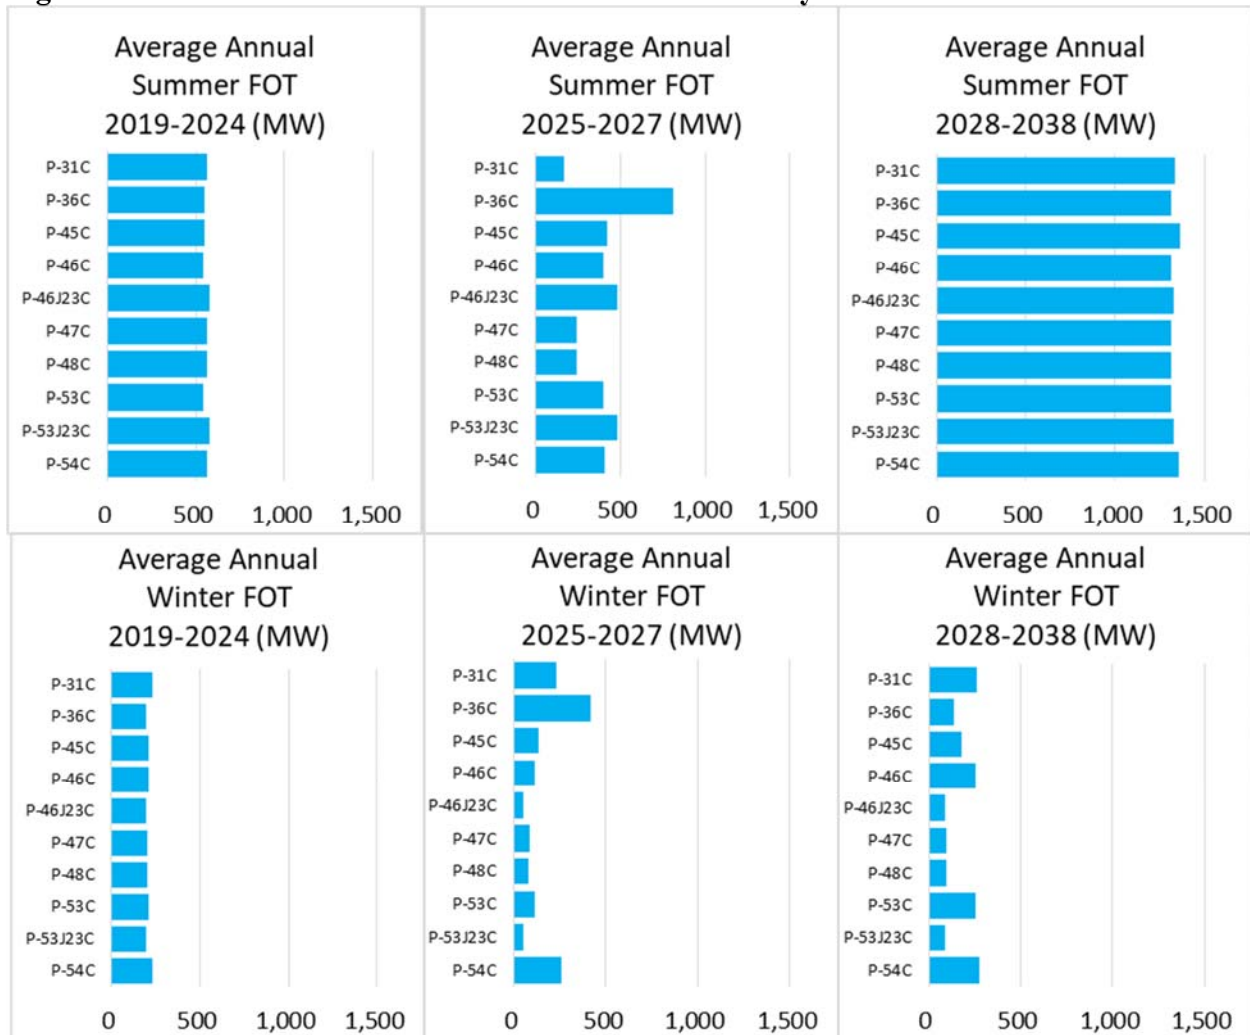 Average Annual
Summer FOT
2019-2024 (MW)
P-31C
P-36C
P-45C
P-46C
P-46J23C
P-47C
P-48C
P-53C
P-53J23C
P-54C
0 500 1,000 1,500
Average Annual
Summer FOT
2025-2027 (MW)
P-31C
P-36C
P-45C
P-46C
P-46J23C
P-47C
P-48C
P-53C
P-53J23C
P-54C
0 500 1,000 1,500
Average Annual
Summer FOT
2028-2038 (MW)
P-31C
P-36C
P-45C
P-46C
P-46J23C
P-47C
P-48C
P-53C
P-53J23C
P-54C
0 500 1,000 1,500
Average Annual
Winter FOT
2019-2024 (MW)
P-31C
P-36C
P-45C
P-46C
P-46J23C
P-47C
P-48C
P-53C
P-53J23C
P-54C
0 500 1,000 1,500
Average Annual
Winter FOT
2025-2027 (MW)
P-31C
P-36C
P-45C
P-46C
P-46J23C
P-47C
P-48C
P-53C
P-53J23C
P-54C
0 500 1,000 1,500
Average Annual
Winter FOT
2028-2038 (MW)
P-31C
P-36C
P-45C
P-46C
P-46J23C
P-47C
P-48C
P-53C
P-53J23C
P-54C
0 500 1,000 1,500